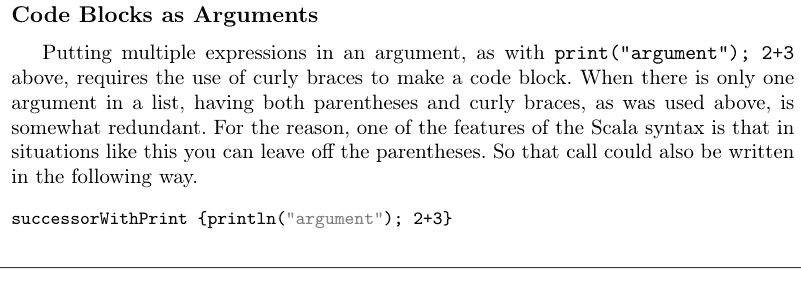 Code Blocks as Arguments
Putting multiple expressions in an argument, as with print("argument"); 2+3
above, requires the use of curly braces to make a code block. When there is only one
argument in a list, having both parentheses and curly braces, as was used above, is
somewhat redundant. For the reason, one of the features of the Scala syntax is that in
situations like this you can leave off the parentheses. So that call could also be written
in the following way.
successorWithPrint {println("argument"); 2+3}